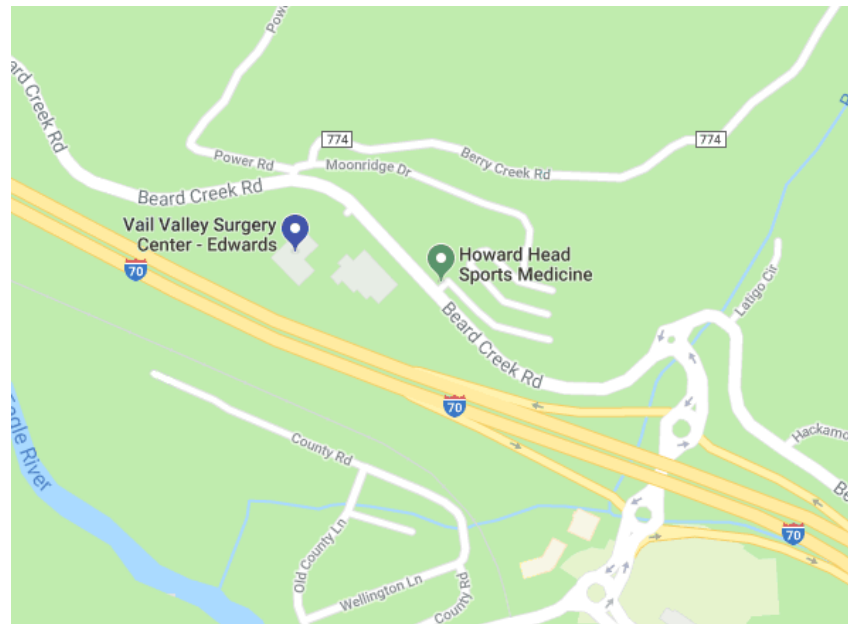 Power
Beard Creek Rd
774
774
Power Rd
Moonridge Dr
Berry Creek Rd
Beard Creek Rd
Vail Valley Surgery
Center - Edwards
Howard Head
Sports Medicine
70
Latigo Cir
Beard Creek Rd
70
Eagle River
County Rd
Hackamo
Be
70
Old County Ln
Wellington Ln
County Rd